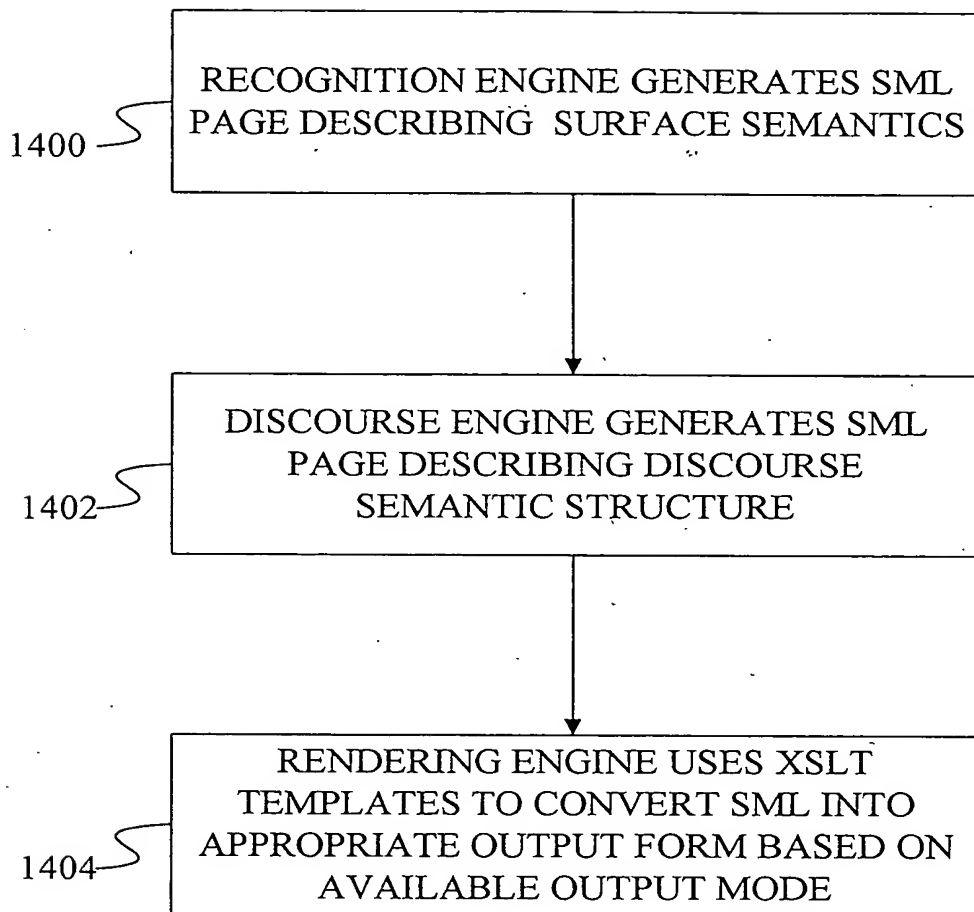 RECOGNITION ENGINE GENERATES SML
PAGE DESCRIBING SURFACE SEMANTICS
1400
DISCOURSE ENGINE GENERATES SML
PAGE DESCRIBING DISCOURSE
SEMANTIC STRUCTURE
1402
RENDERING ENGINE USES XSLT
TEMPLATES TO CONVERT SML INTO
APPROPRIATE OUTPUT FORM BASED ON
AVAILABLE OUTPUT MODE
1404